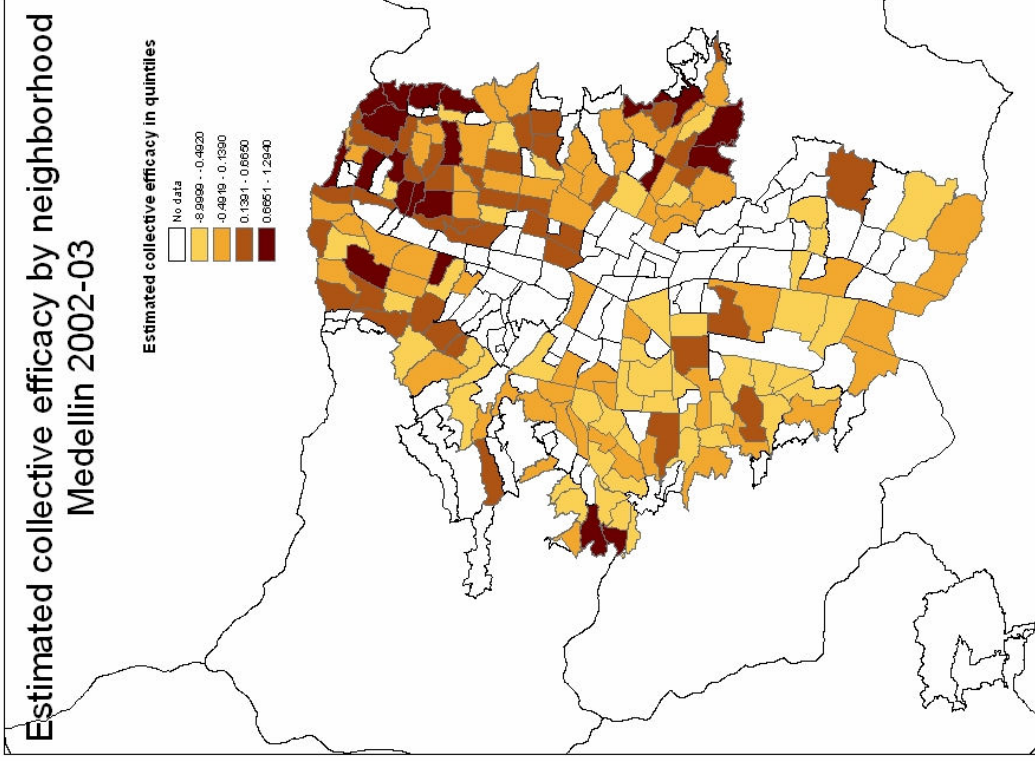 Estimated collective efficacy by neighborhood
Medellin 2002-03
Estimated collective efficacy in quintiles
No data
-8.9999 - -0.4920
-0.4919 - 0.1390
0.1391 - 0.6650
0.6651 - 1.2940